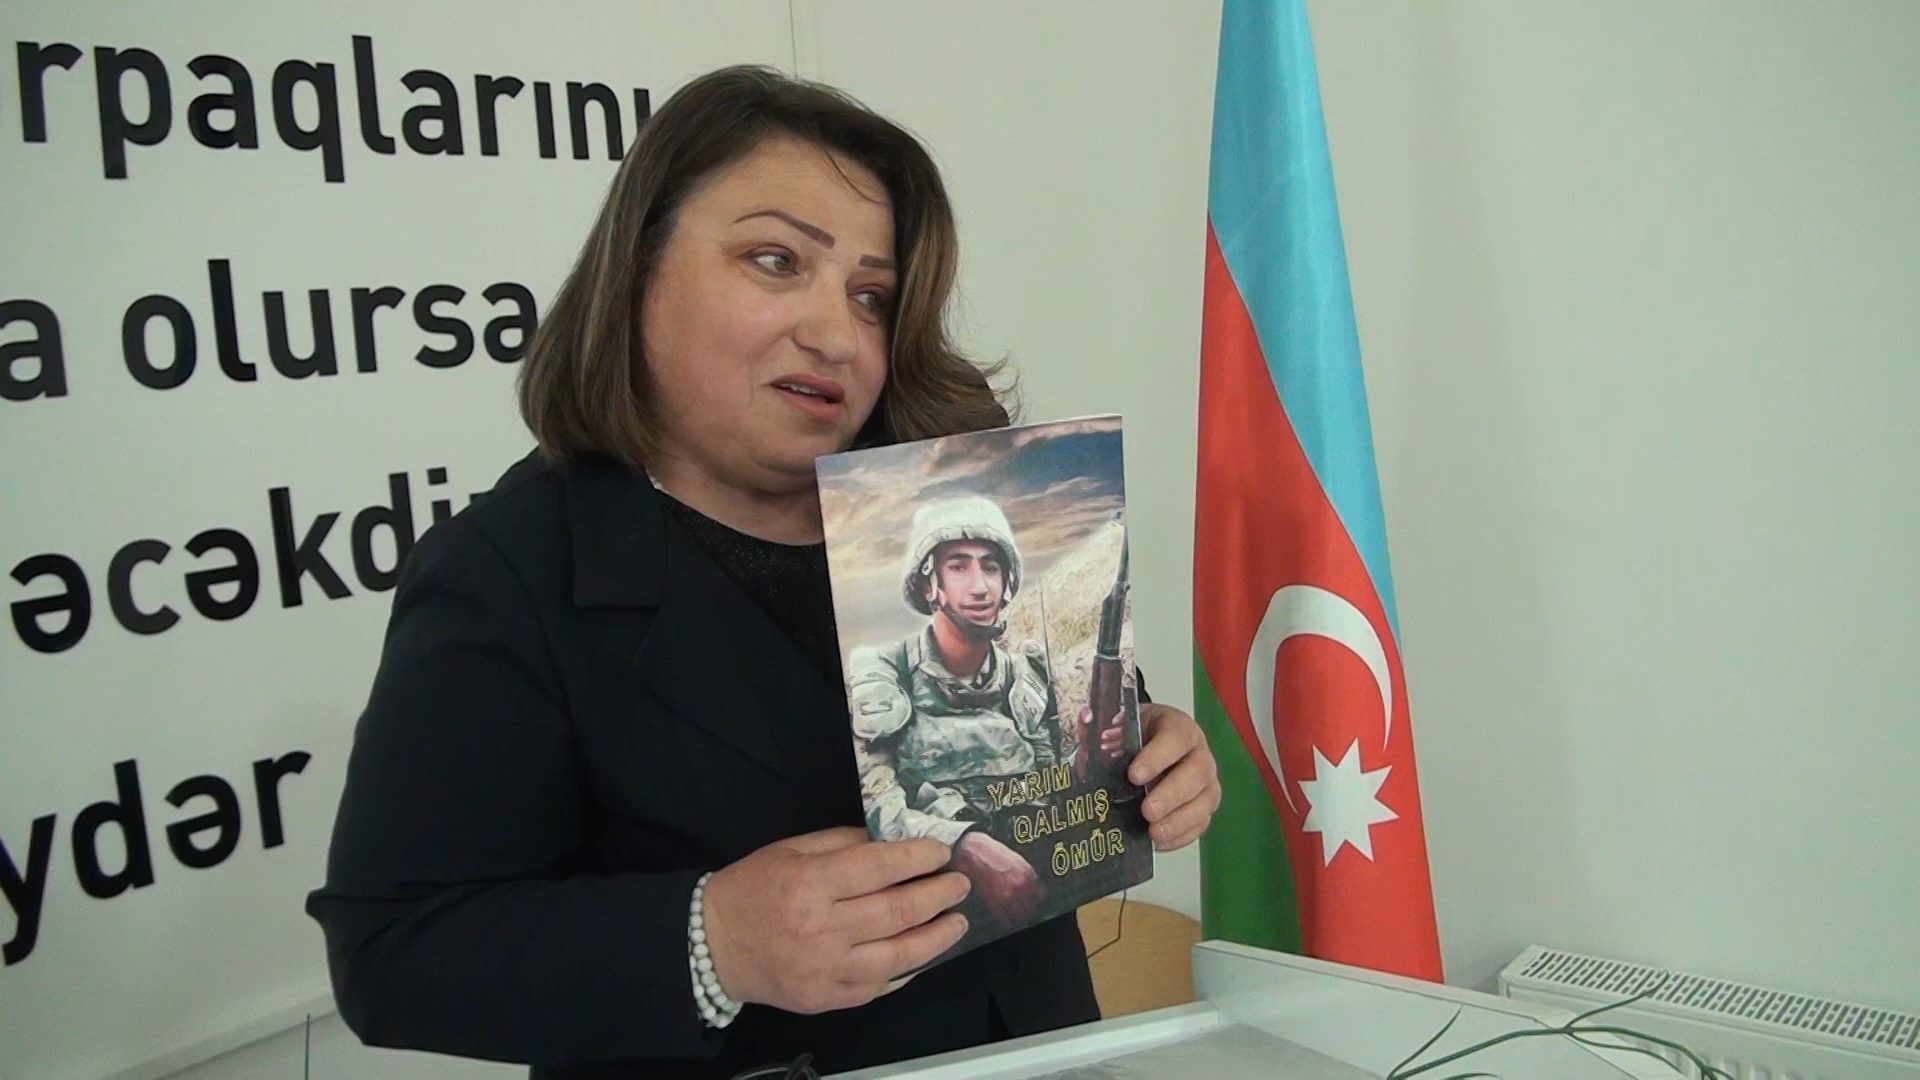 rpaqlarını
a olursa
əcəkdi
ydər
YARIM
QALMIŞ
ÖMÜR